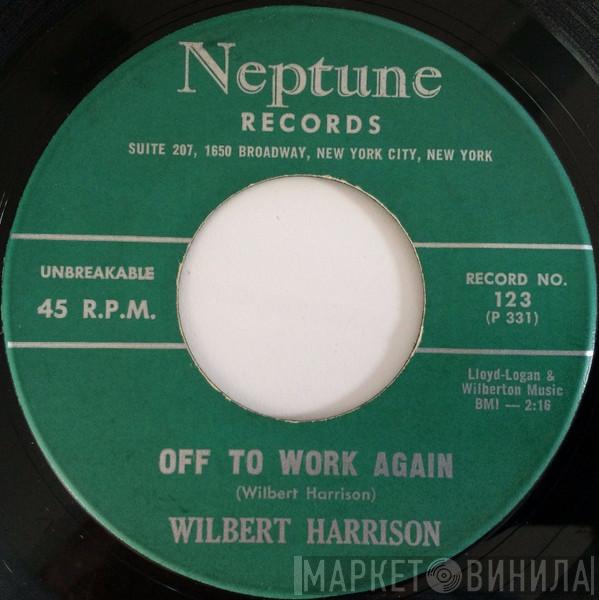 Neptune
RECORDS
SUITE 207, 1650 BROADWAY, NEW YORK CITY, NEW YORK
UNBREAKABLE
45 R.P.M.
RECORD NO.
123
(P 331)
Lloyd-Logan &
Wilberton Music
BMI — 2:16
OFF TO WORK AGAIN
(Wilbert Harrison)
WILBERT HARRISON
МАРКЕТ ВИНИЛА